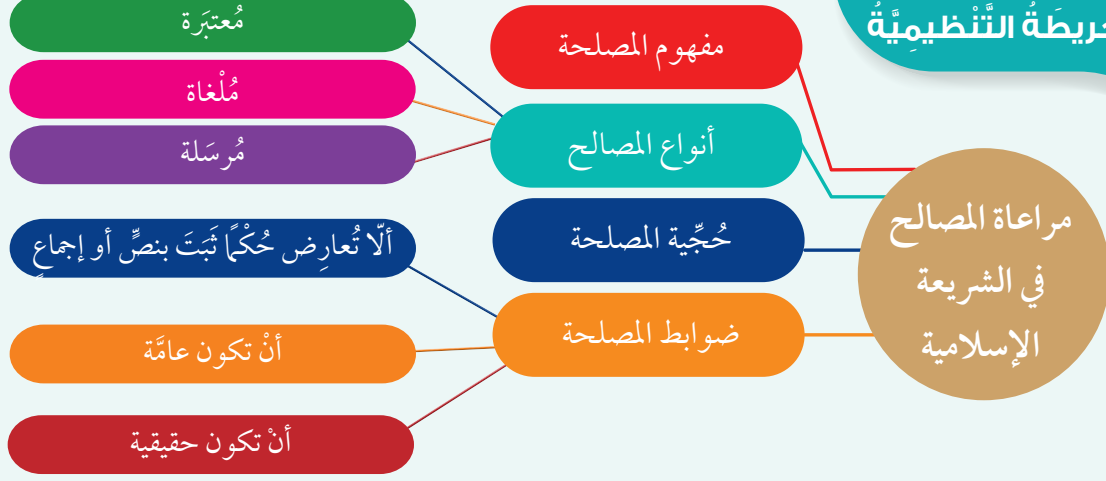 التَّنْظيمِيَّةُ
مراعاة المصالح
في الشريعة
الإسلامية
مفهوم المصلحة
أنواع المصالح
مُعتبَرة
مُلْغاة
مُرسَلة
حُجِّية المصلحة
ضوابط المصلحة
ألّا تُعارِض حُكْمًا ثَبَتَ بنصٍّ أو إجماعٍ
أنْ تكون عامَّة
أنْ تكون حقيقية